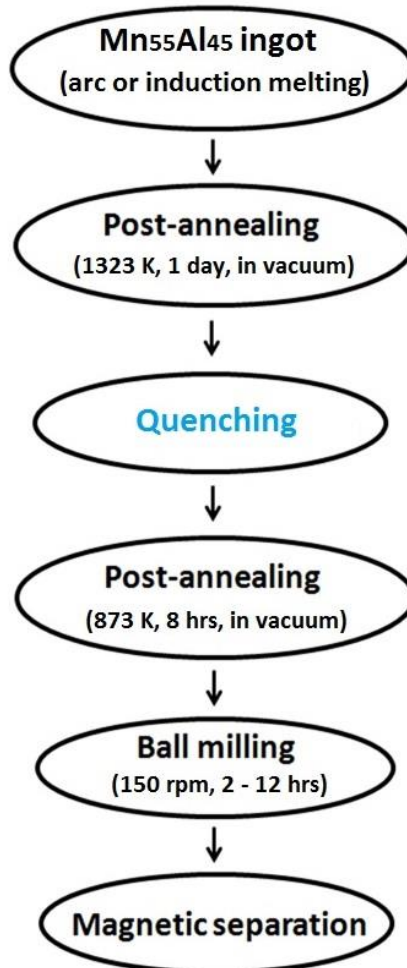 Mn55Al45 ingot
(arc or induction melting)
Post-annealing
(1323 K, 1 day, in vacuum)
Quenching
Post-annealing
(873 K, 8 hrs, in vacuum)
Ball milling
(150 rpm, 2 - 12 hrs)
Magnetic separation